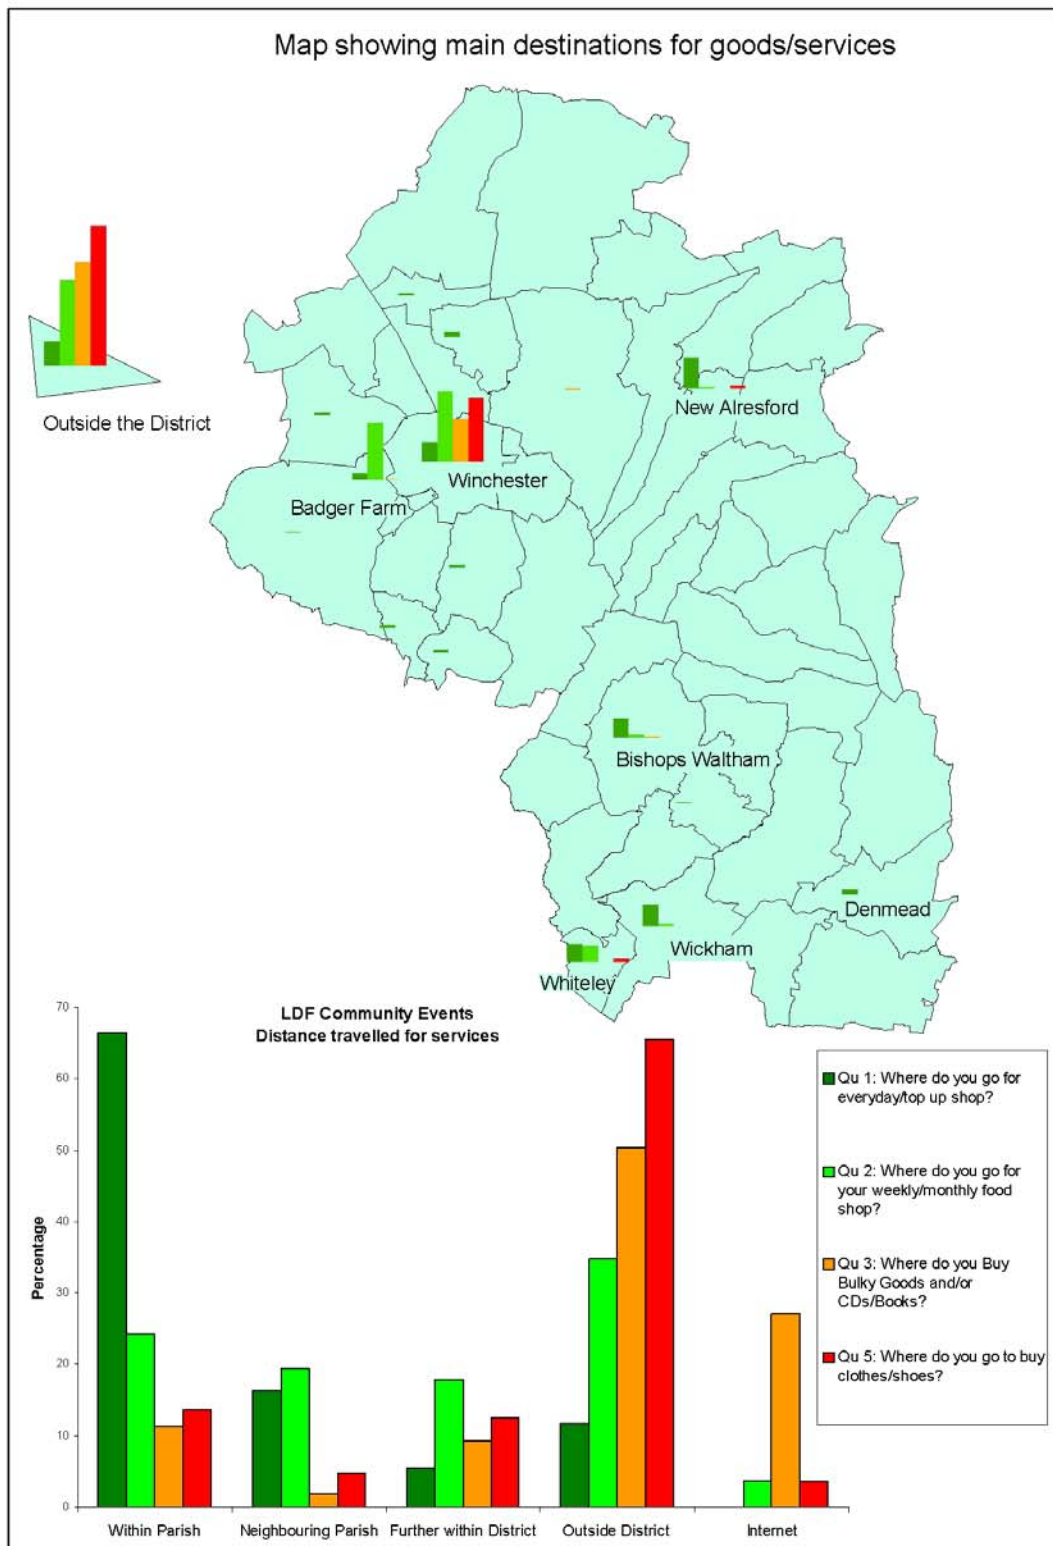 Map showing main destinations for goods/services
Outside the District
New Alresford
Winchester
Badger Farm
Bishops Waltham
Denmead
Wickham
Whiteley
LDF Community Events
Distance travelled for services
Percentage
70
60
50
40
30
20
10
0
Within Parish
Neighbouring Parish
Further within District
Outside District
Internet
Qu 1: Where do you go for
everyday/top up shop?
Qu 2: Where do you go for
your weekly/monthly food
shop?
Qu 3: Where do you Buy
Bulky Goods and/or
CDs/Books?
Qu 5: Where do you go to buy
clothes/shoes?